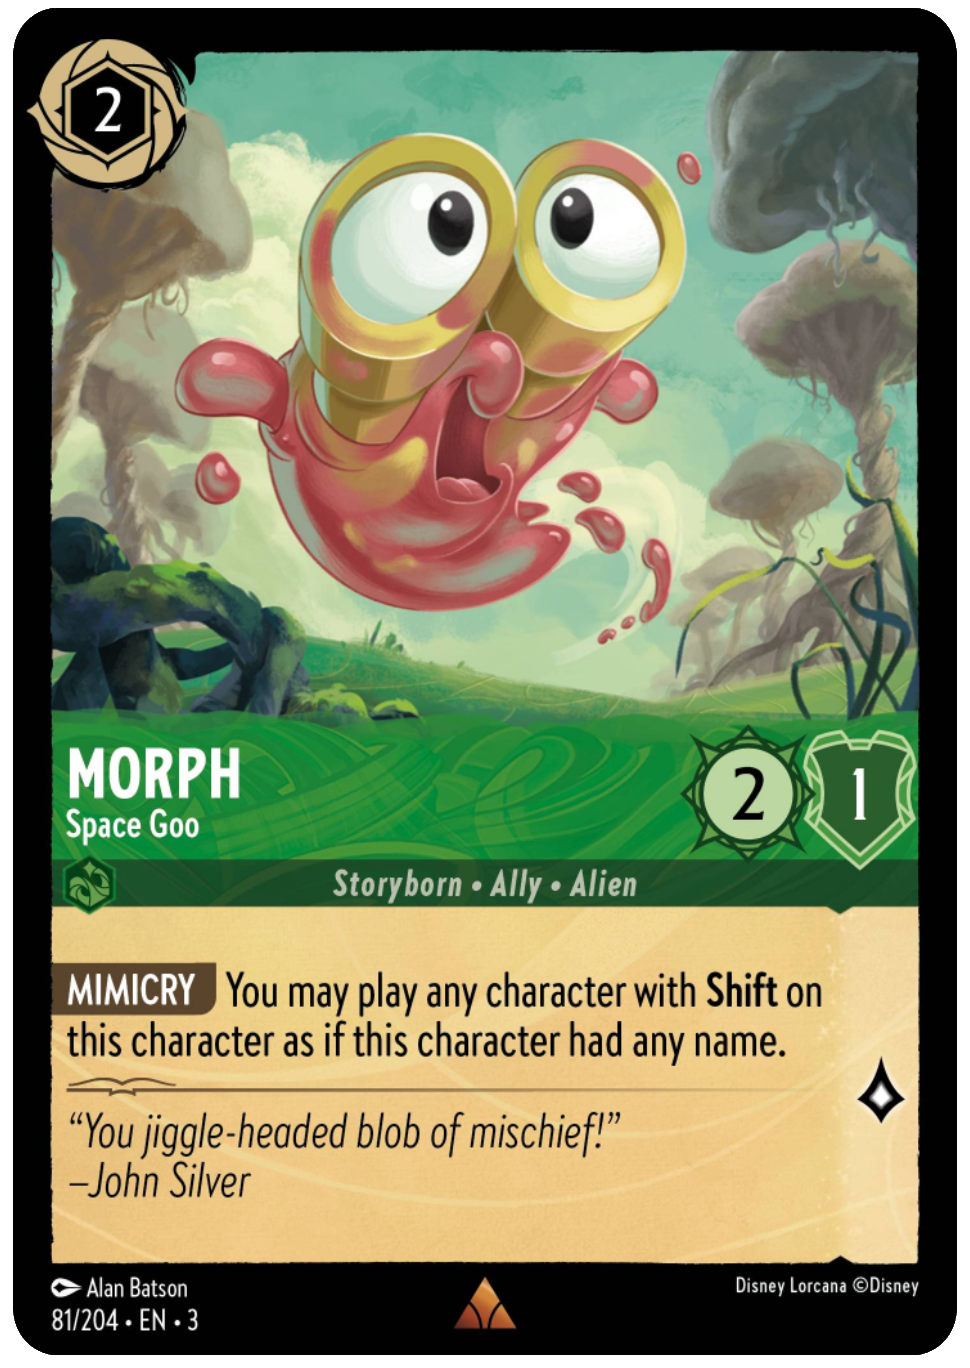 2
MORPH
Space Goo
2 1
Storyborn • Ally • Alien
MIMICRY You may play any character with Shift on
this character as if this character had any name.
“You jiggle-headed blob of mischief!”
–John Silver
Alan Batson
Disney Lorcana ©Disney
81/204 • EN • 3